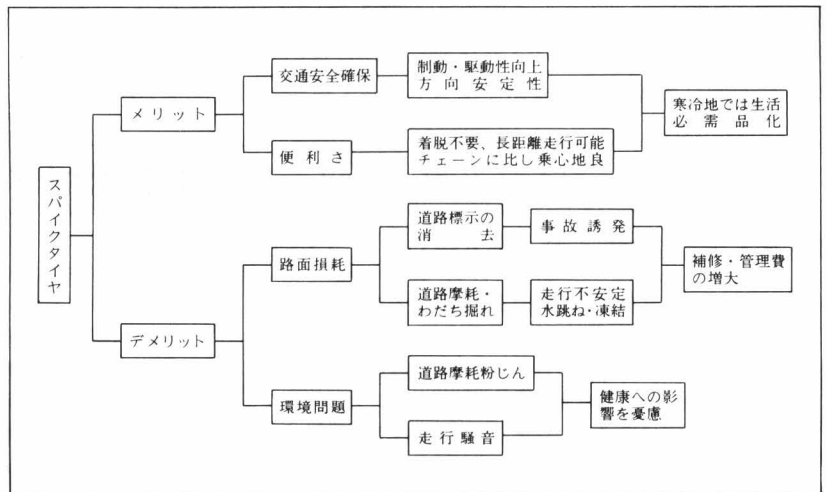 スパイクタイヤ
メリット
交通安全確保
制動・駆動性向上
方向安定性
便利さ
着脱不要、長距離走行可能
チェーンに比し乗心地良
寒冷地では生活
必需品化
デメリット
路面損耗
道路標示の
消去
事故誘発
道路摩耗・
わだち掘れ
走行不安定
水跳ね・凍結
補修・管理費
の増大
環境問題
道路摩耗粉じん
走行騒音
健康への影
響を憂慮